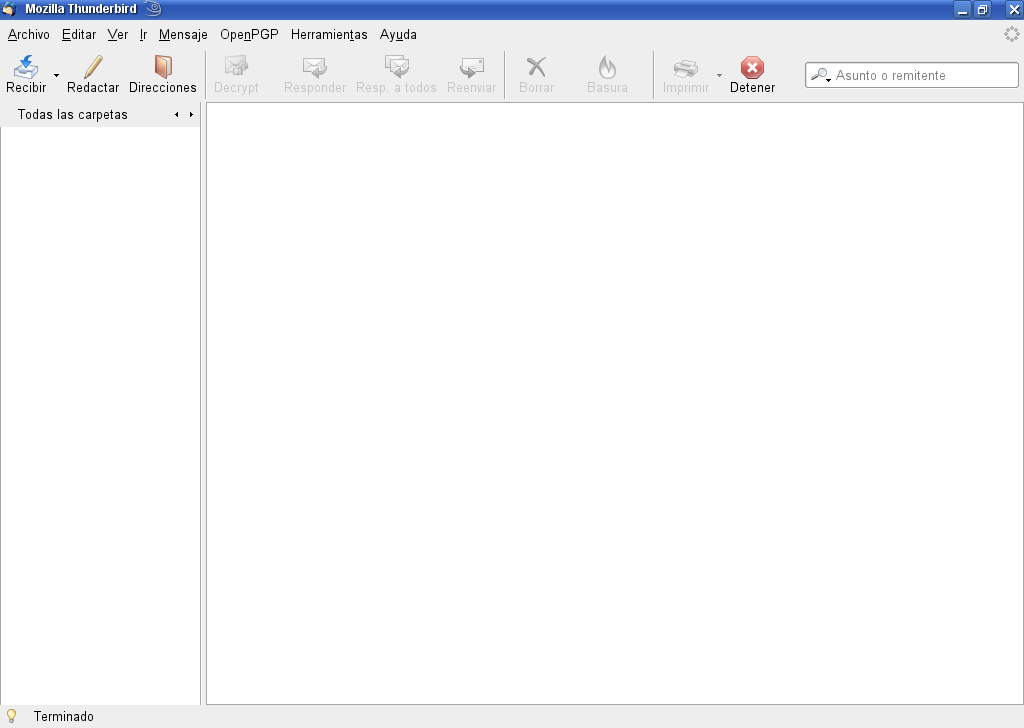 Mozilla Thunderbird
Archivo Editar Ver Ir Mensaje OpenPGP Herramientas Ayuda
Recibir Redactar Direcciones Decrypt Responder Resp. a todos Reenviar Borrar Basura Imprimir Detener Asunto o remitente
Todas las carpetas
Terminado